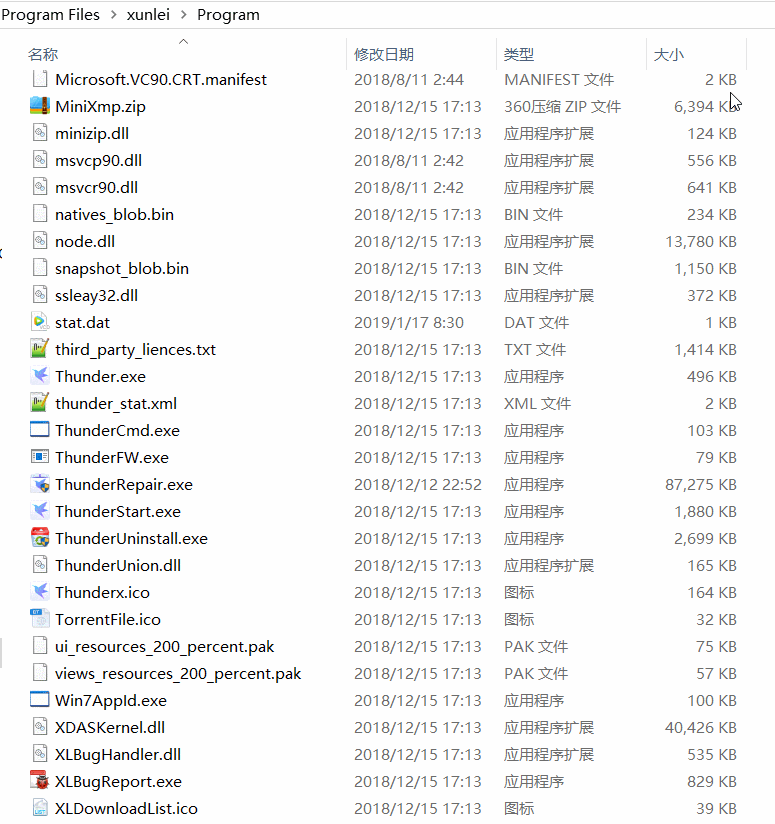 Program Files > xunlei > Program
名称 修改日期 类型 大小
Microsoft.VC90.CRT.manifest 2018/8/11 2:44 MANIFEST 文件 2 KB
MiniXmp.zip 2018/12/15 17:13 360压缩 ZIP 文件 6,394 KB
minizip.dll 2018/12/15 17:13 应用程序扩展 124 KB
msvcp90.dll 2018/8/11 2:42 应用程序扩展 556 KB
msvcr90.dll 2018/8/11 2:42 应用程序扩展 641 KB
natives_blob.bin 2018/12/15 17:13 BIN 文件 234 KB
node.dll 2018/12/15 17:13 应用程序扩展 13,780 KB
snapshot_blob.bin 2018/12/15 17:13 BIN 文件 1,150 KB
ssleay32.dll 2018/12/15 17:13 应用程序扩展 372 KB
stat.dat 2019/1/17 8:30 DAT 文件 1 KB
third_party_liences.txt 2018/12/15 17:13 TXT 文件 1,414 KB
Thunder.exe 2018/12/15 17:13 应用程序 496 KB
thunder_stat.xml 2018/12/15 17:13 XML 文件 2 KB
ThunderCmd.exe 2018/12/15 17:13 应用程序 103 KB
ThunderFW.exe 2018/12/15 17:13 应用程序 79 KB
ThunderRepair.exe 2018/12/12 22:52 应用程序 87,275 KB
ThunderStart.exe 2018/12/15 17:13 应用程序 1,880 KB
ThunderUninstall.exe 2018/12/15 17:13 应用程序 2,699 KB
ThunderUnion.dll 2018/12/15 17:13 应用程序扩展 165 KB
Thunderx.ico 2018/12/15 17:13 图标 164 KB
TorrentFile.ico 2018/12/15 17:13 图标 32 KB
ui_resources_200_percent.pak 2018/12/15 17:13 PAK 文件 75 KB
views_resources_200_percent.pak 2018/12/15 17:13 PAK 文件 57 KB
Win7AppId.exe 2018/12/15 17:13 应用程序 100 KB
XDASKernel.dll 2018/12/15 17:13 应用程序扩展 40,426 KB
XLBugHandler.dll 2018/12/15 17:13 应用程序扩展 535 KB
XLBugReport.exe 2018/12/15 17:13 应用程序 829 KB
XLDownloadList.ico 2018/12/15 17:13 图标 39 KB